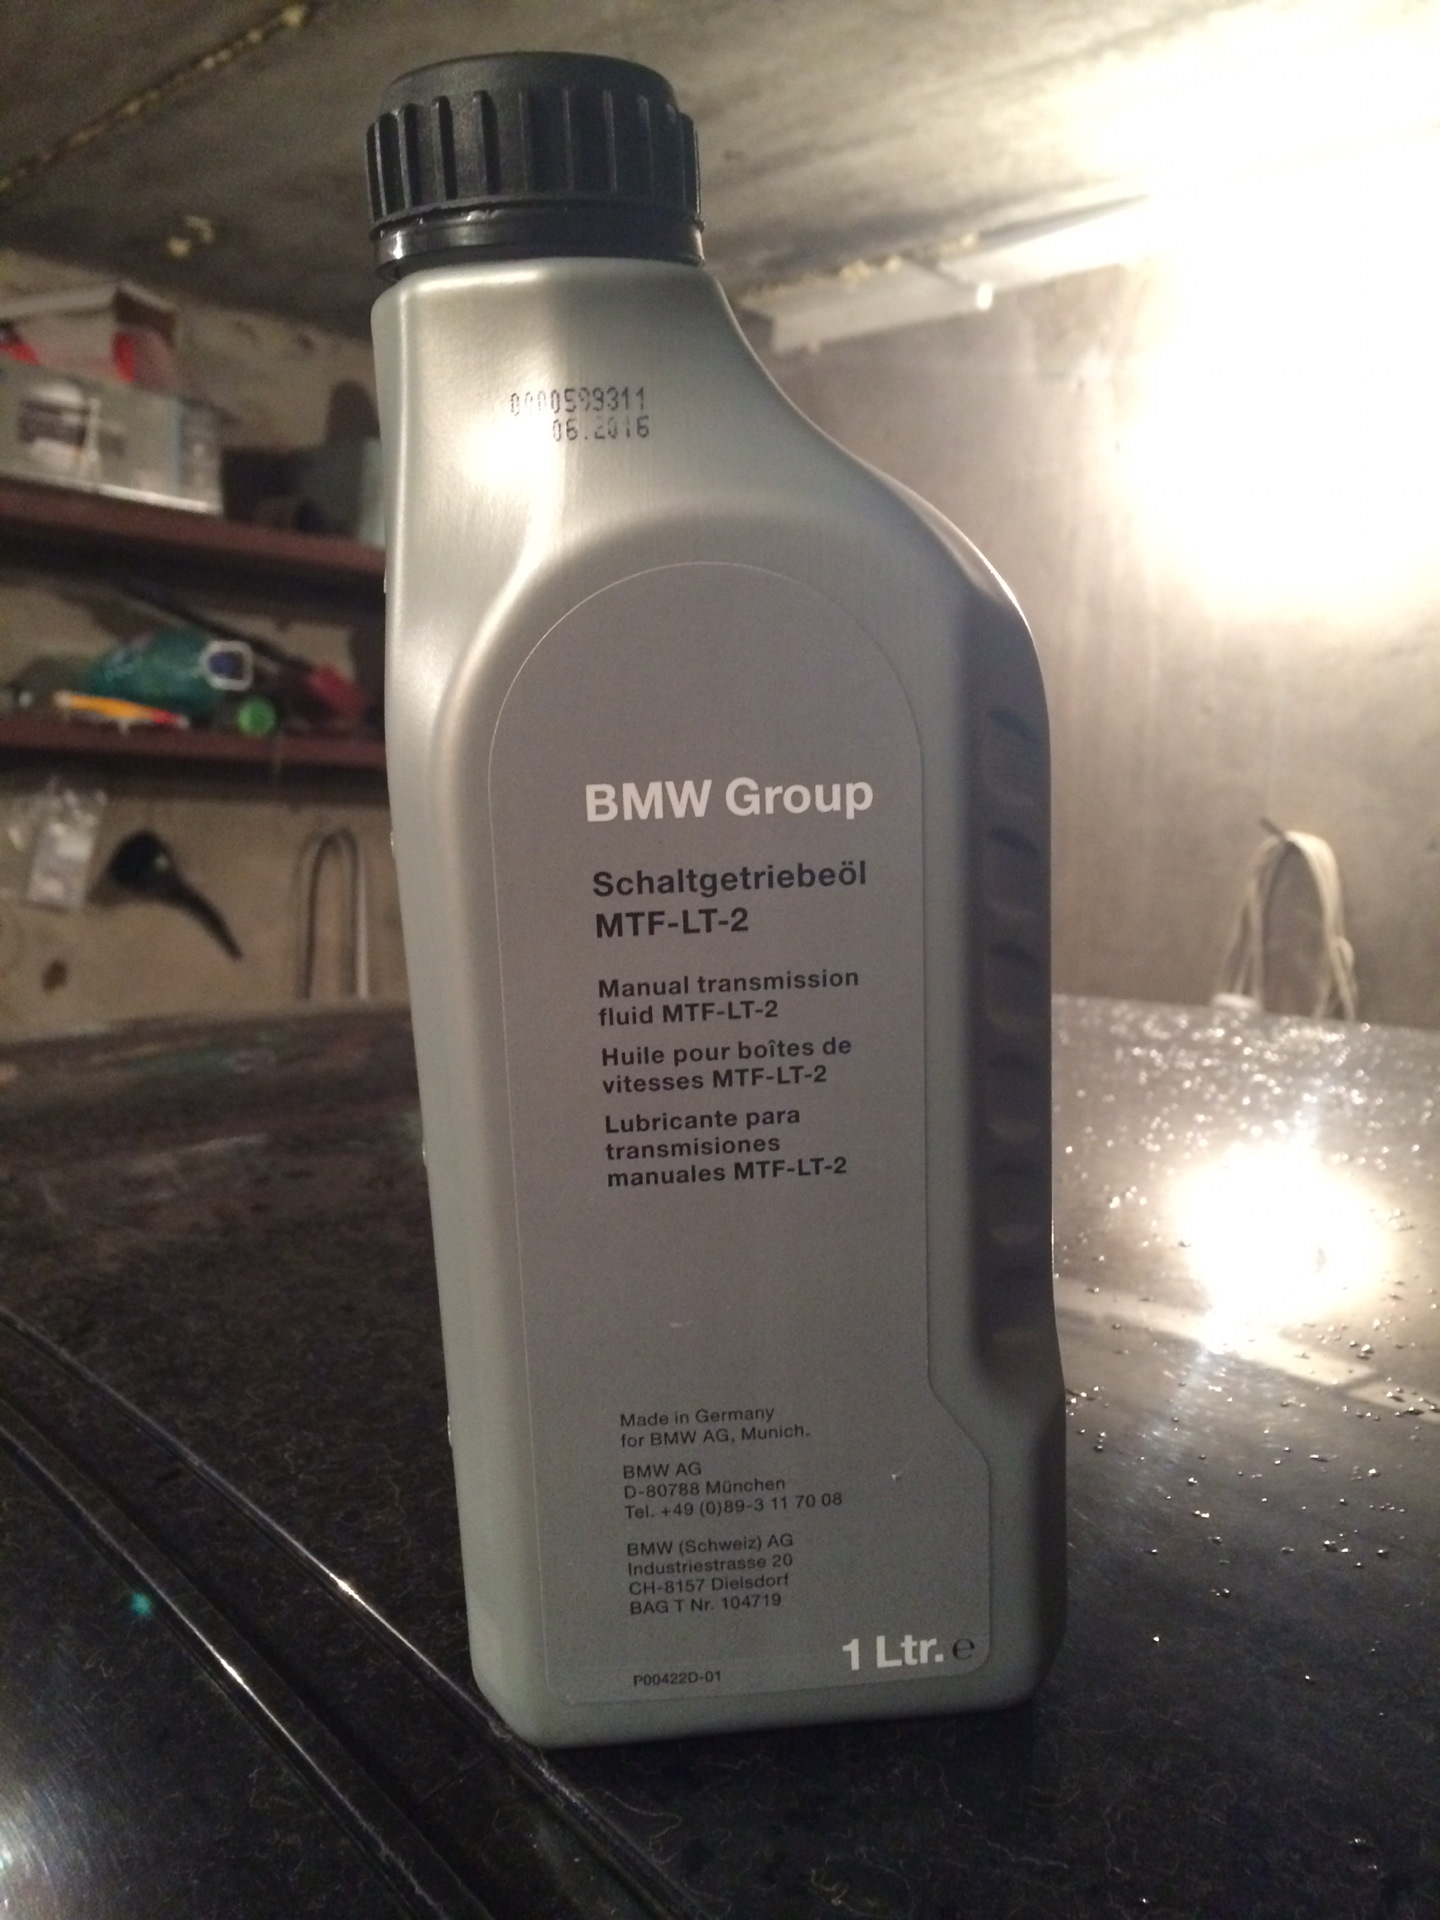 0000599311
06.2016
BMW Group
Schaltgetriebeöl
MTF-LT-2
Manual transmission
fluid MTF-LT-2
Huile pour boîtes de
vitesses MTF-LT-2
Lubricante para
transmisiones
manuales MTF-LT-2
Made in Germany
for BMW AG, Munich.
BMW AG
D-80788 München
Tel. +49 (0)89-3 11 70 08
BMW (Schweiz) AG
Industriestrasse 20
CH-8157 Dielsdorf
BAG T Nr. 104719
1 Ltr. ℮
P00422D-01